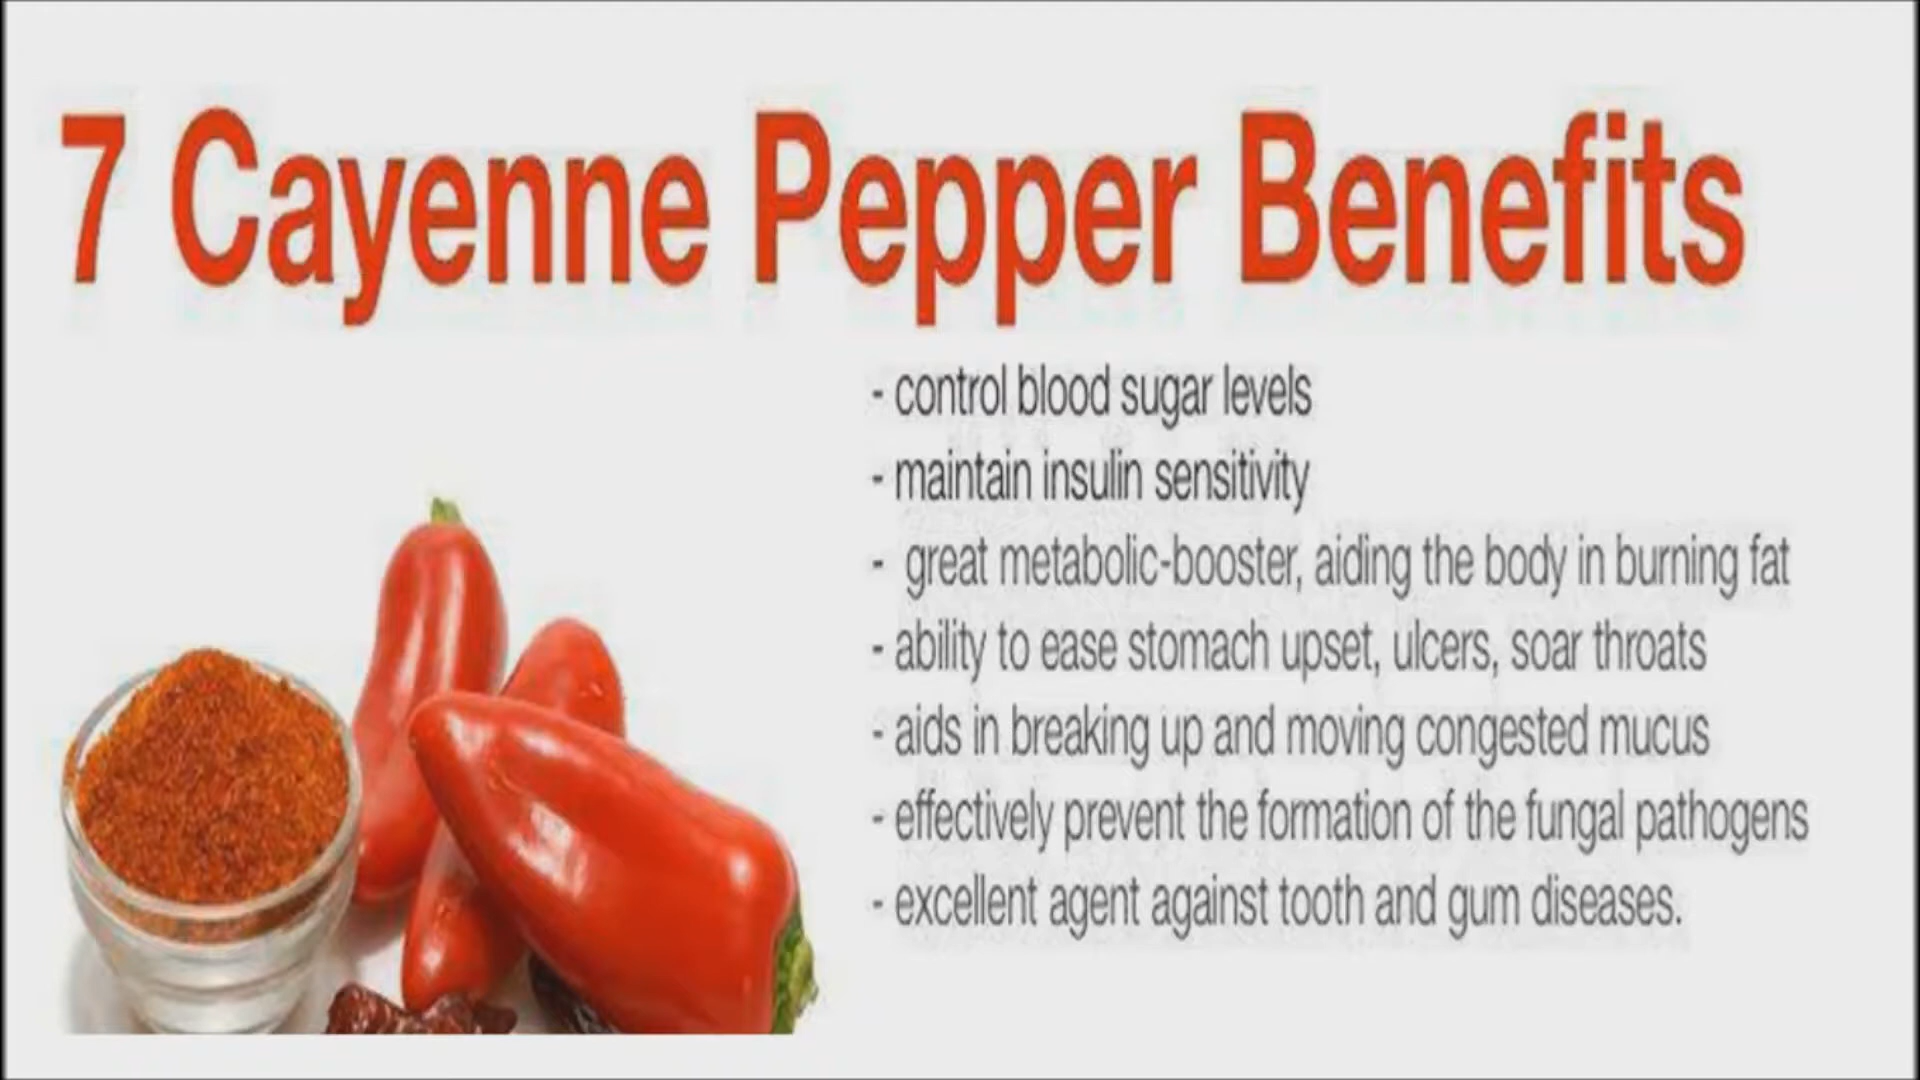 7 Cayenne Pepper Benefits
- control blood sugar levels
- maintain insulin sensitivity
- great metabolic-booster, aiding the body in burning fat
- ability to ease stomach upset, ulcers, soar throats
- aids in breaking up and moving congested mucus
- effectively prevent the formation of the fungal pathogens
- excellent agent against tooth and gum diseases.